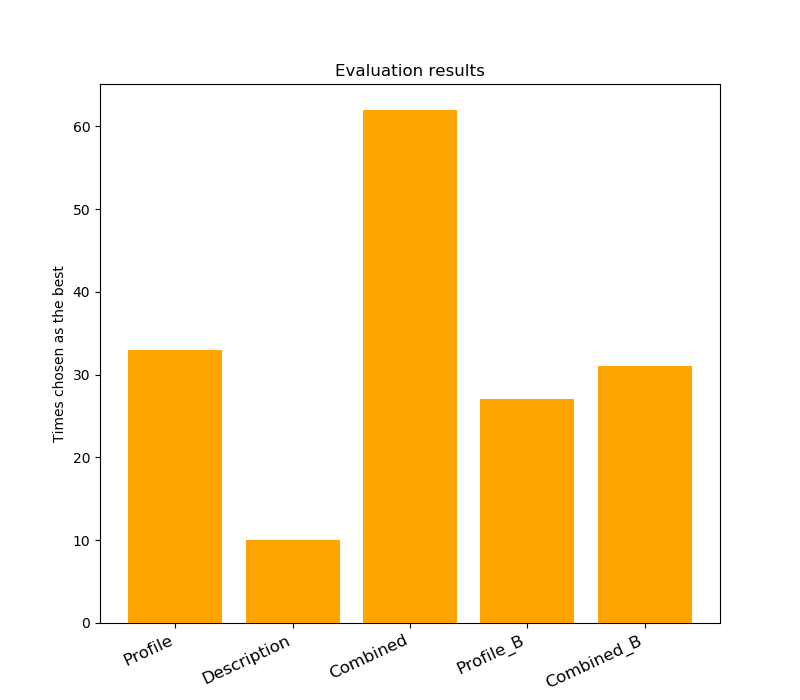 Evaluation results
Times chosen as the best
60
50
40
30
20
10
0
Profile
Description
Combined
Profile_B
Combined_B